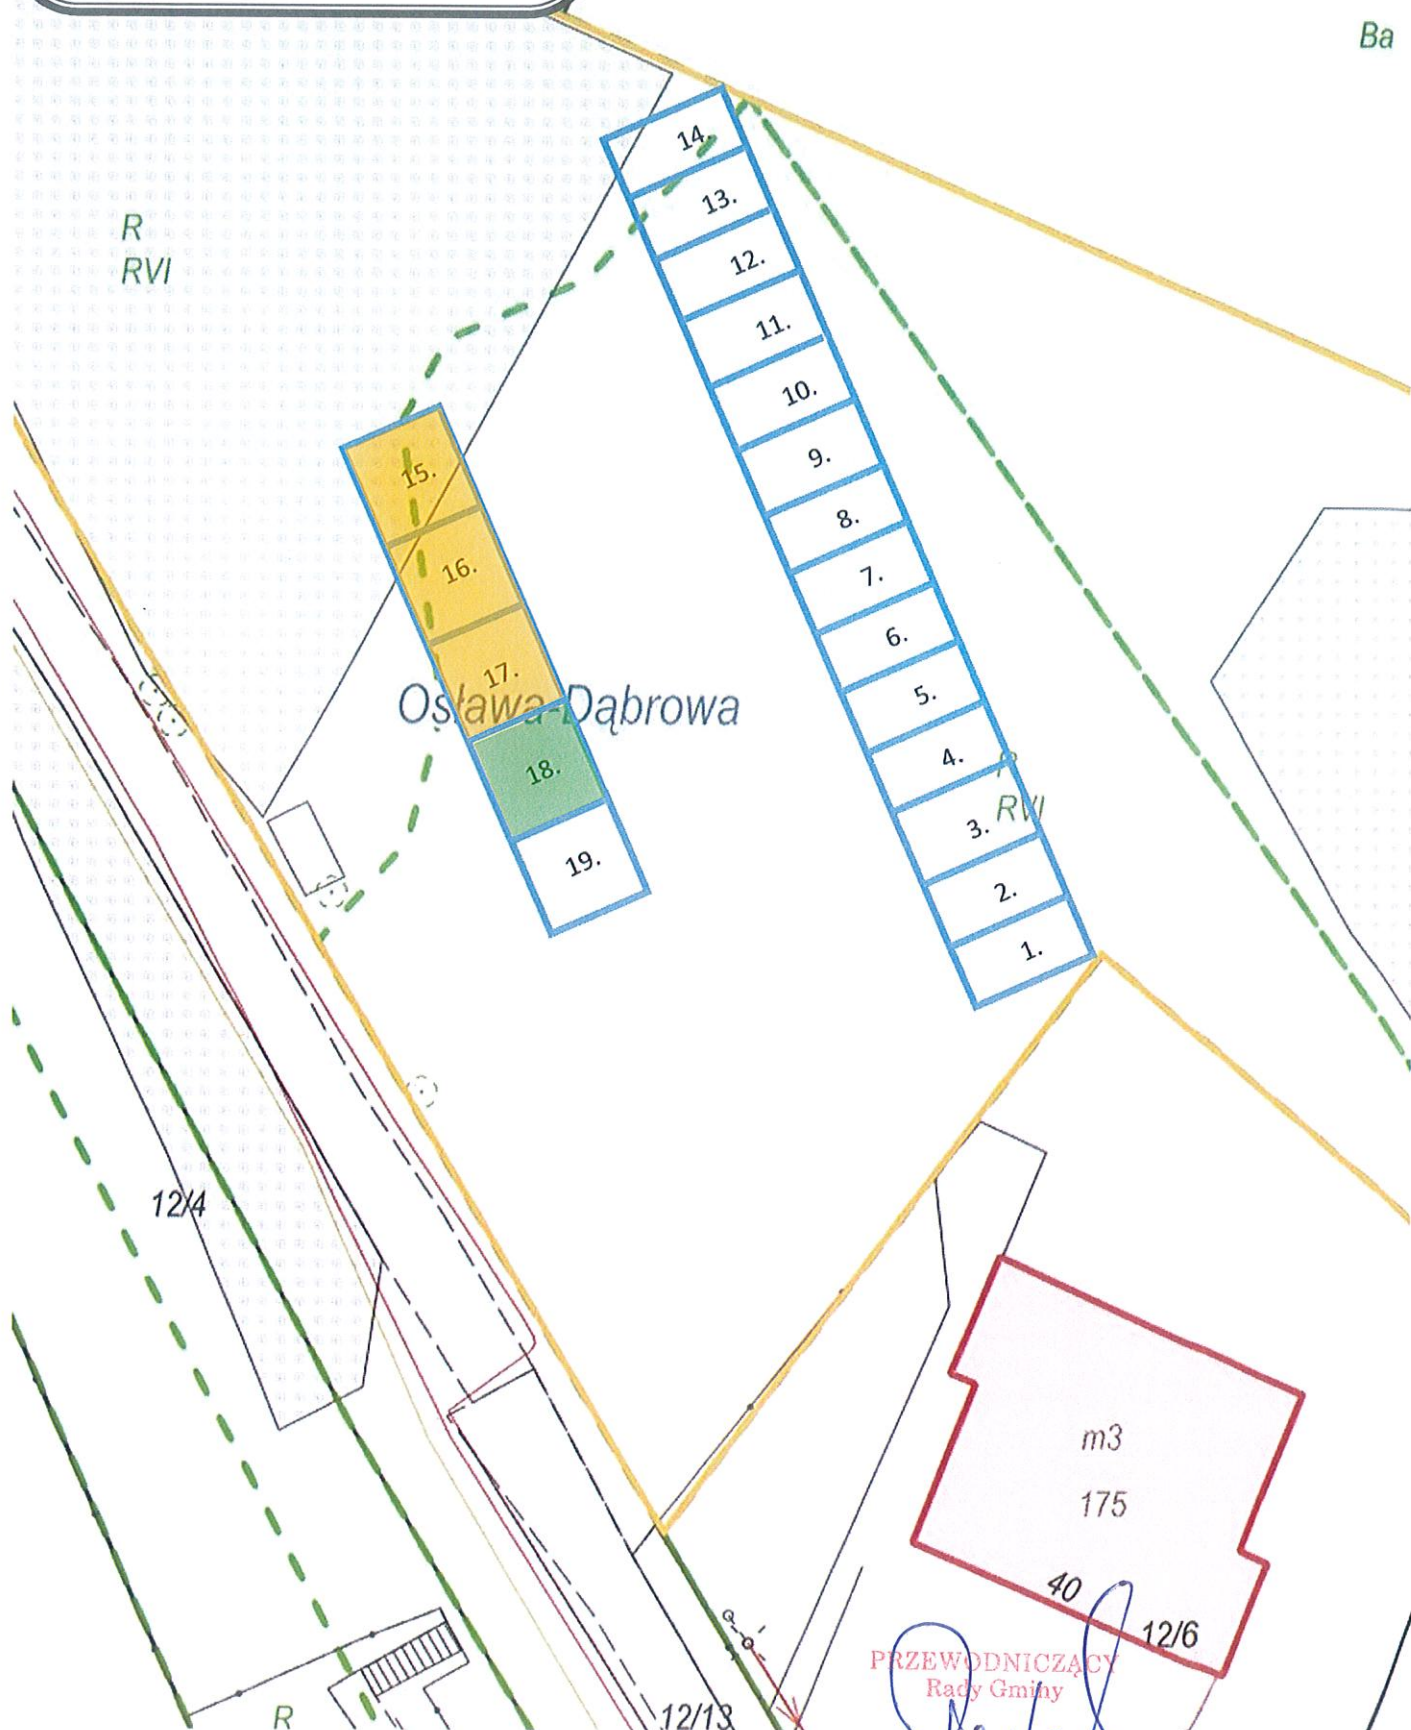 Ba
14.
13.
R
RVI
12.
11.
10.
9.
15.
8.
16.
7.
6.
17.
5.
Osława-Dąbrowa
4.
18.
R
RVI
3.
19.
2.
1.
12/4
m3
175
40
12/6
PRZEWODNICZĄCY
Rady Gminy
R
12/13